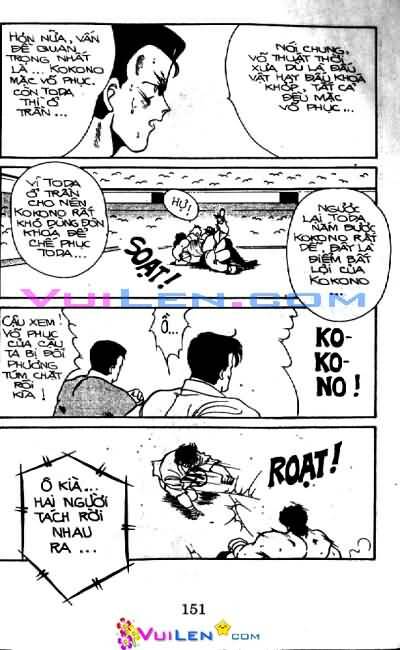 HƠN NỮA, VẤN
ĐỀ QUAN
TRỌNG NHẤT
LÀ ... KOKONO
MẶC VÕ PHỤC.
CÒN TODA
THÌ Ở
TRẦN ...
NÓI CHUNG,
VÕ THUẬT THỜI
XƯA DÙ LÀ ĐẤU
VẬT HAY ĐẤU KHOÁ
KHỚP, TẤT CẢ
ĐỀU MẶC
VÕ PHỤC ...
VÌ TODA
Ở TRẦN
CHO NÊN
KOKONO RẤT
KHÓ DÙNG ĐÒN
KHOÁ ĐỂ
CHẾ PHỤC
TODA...
HỰ!
SOẠT!
NGƯỢC
LẠI TODA
NẮM ĐƯỢC
KOKONO RẤT
DỄ, ĐÂY LÀ
ĐIỂM BẤT
LỢI CỦA
KOKONO
...
CẬU XEM!
VÕ PHỤC
CỦA CẬU
TA BỊ ĐỐI
PHƯƠNG
TÚM CHẶT
RỒI
KÌA!
Ồ...
KO-
KO-
NO!
Ô KÌA...
HAI NGƯỜI
TÁCH RỜI
NHAU
RA ...
ROẠT!
VuiLen.com
151
VuiLen.com